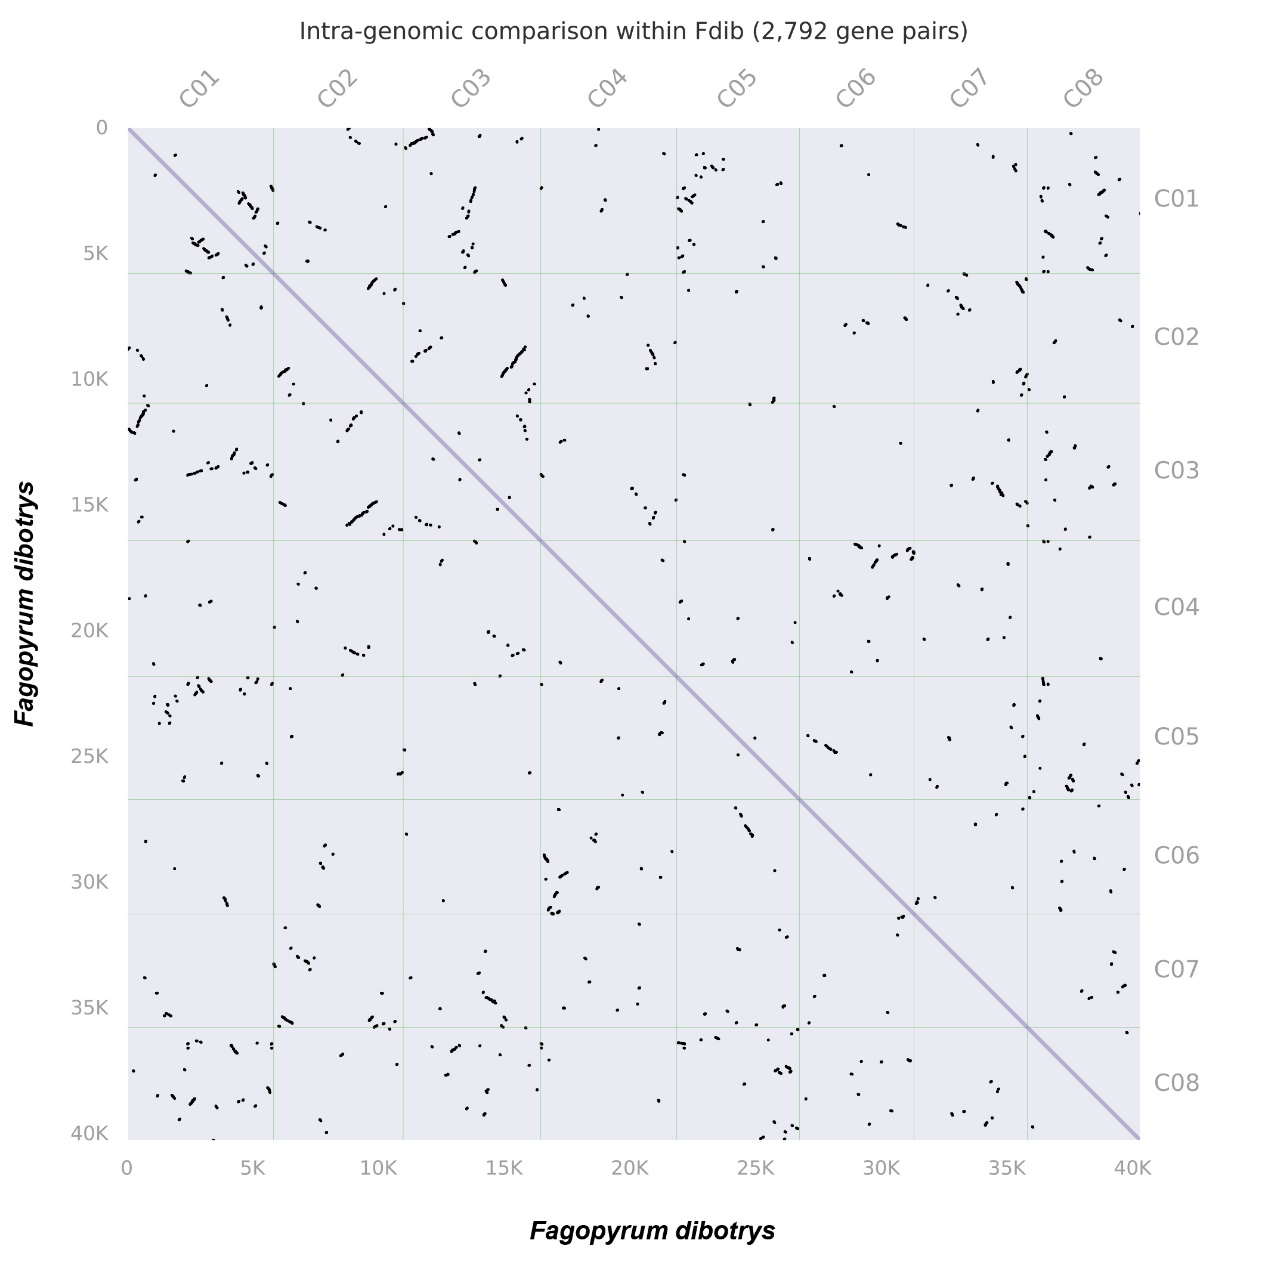 Intra-genomic comparison within Fdib (2,792 gene pairs)
C01 C02 C03 C04 C05 C06 C07 C08
0
C01
5K
C02
10K
C03
15K
C04
20K
C05
25K
C06
30K
C07
35K
C08
40K
Fagopyrum dibotrys
0 5K 10K 15K 20K 25K 30K 35K 40K
Fagopyrum dibotrys